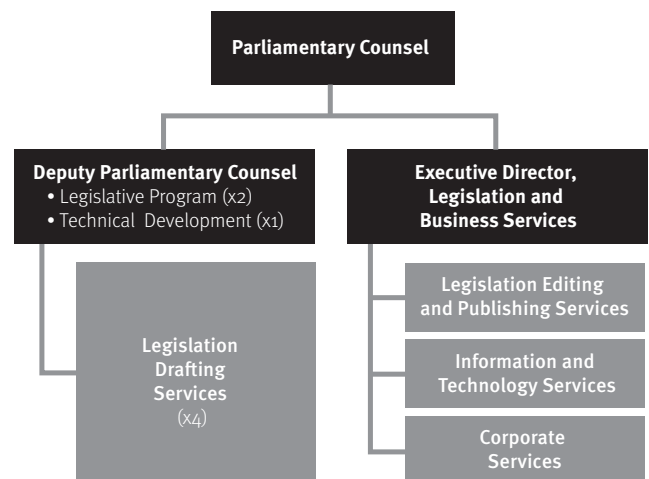 Parliamentary Counsel
Deputy Parliamentary Counsel
• Legislative Program (x2)
• Technical Development (x1)
Executive Director,
Legislation and
Business Services
Legislation
Drafting
Services
(x4)
Legislation Editing
and Publishing Services
Information and
Technology Services
Corporate
Services